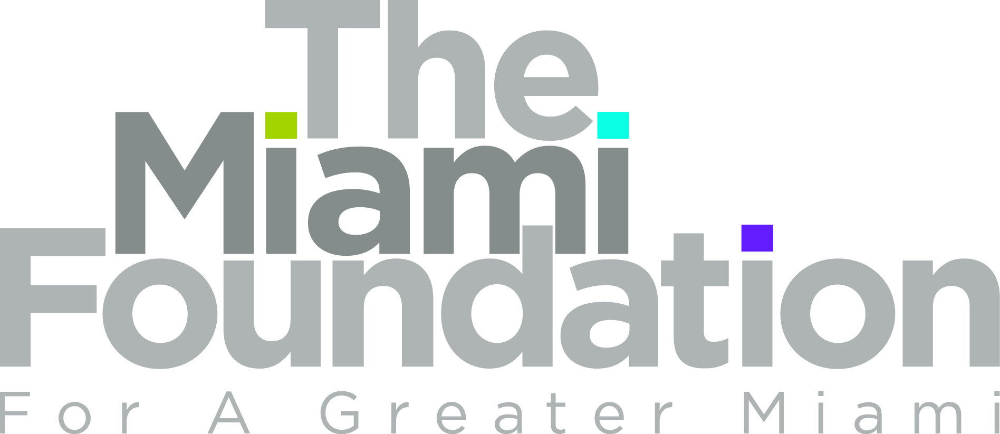 The
Miami
Foundation
For A Greater Miami